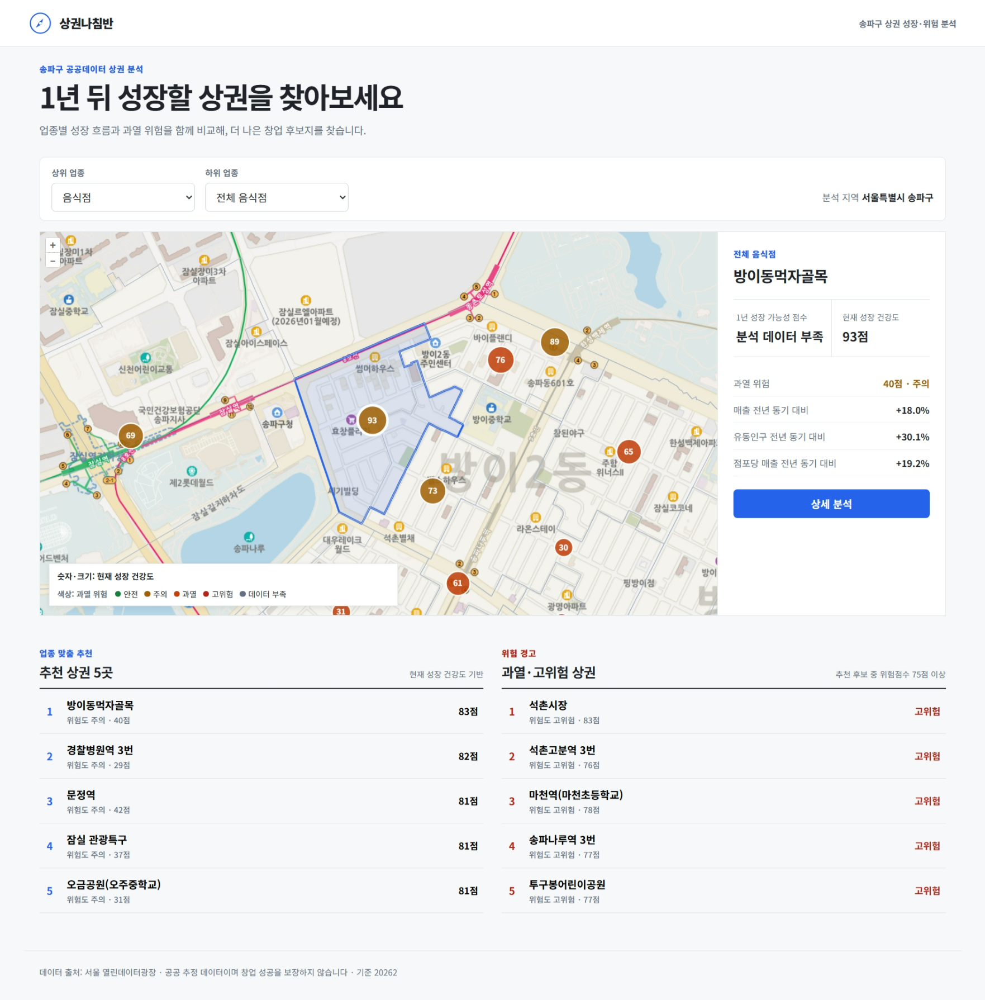 상권나침반
송파구 상권 성장·위험 분석
송파구 공공데이터 상권 분석
1년 뒤 성장할 상권을 찾아보세요
업종별 성장 흐름과 과열 위험을 함께 비교해, 더 나은 창업 후보지를 찾습니다.
상위 업종
하위 업종
음식점
전체 음식점
분석 지역 서울특별시 송파구
+
−
장미1차
아파트
잠실장미3차
아파트
잠실중학교
잠실르엘아파트
(2026년01월예정)
잠실아이스페이스
신천어린이교통
국민건강보험공단
송파지사
잠실역
송파구청
썸머하우스
방이2동
주민센터
바이플랜디
몽촌토성역
한성백제역
송파동601호
방이중학교
참된야구
한성백제아파
주함
위너스II
방이2동
하우스
세기빌딩
제2롯데월드
잠실역
잠실길지하차도
송파나루
어드벤처
대우레이크
월드
석촌별채
라온스테이
잠실코코네
송파나루역
핑방이점
방이
광명아파트
89
76
93
69
65
73
30
61
31
숫자·크기: 현재 성장 건강도
색상: 과열 위험 안전 주의 과열 고위험 데이터 부족
전체 음식점
방이동먹자골목
1년 성장 가능성 점수
분석 데이터 부족
현재 성장 건강도
93점
과열 위험 40점 · 주의
매출 전년 동기 대비 +18.0%
유동인구 전년 동기 대비 +30.1%
점포당 매출 전년 동기 대비 +19.2%
상세 분석
업종 맞춤 추천
추천 상권 5곳
현재 성장 건강도 기반
1 방이동먹자골목 83점
위험도 주의 · 40점
2 경찰병원역 3번 82점
위험도 주의 · 29점
3 문정역 81점
위험도 주의 · 42점
4 잠실 관광특구 81점
위험도 주의 · 37점
5 오금공원(오주중학교) 81점
위험도 주의 · 31점
위험 경고
과열·고위험 상권
추천 후보 중 위험점수 75점 이상
1 석촌시장 고위험
위험도 고위험 · 83점
2 석촌고분역 3번 고위험
위험도 고위험 · 76점
3 마천역(마천초등학교) 고위험
위험도 고위험 · 78점
4 송파나루역 3번 고위험
위험도 고위험 · 77점
5 투구봉어린이공원 고위험
위험도 고위험 · 77점
데이터 출처: 서울 열린데이터광장 · 공공 추정 데이터이며 창업 성공을 보장하지 않습니다 · 기준 20262